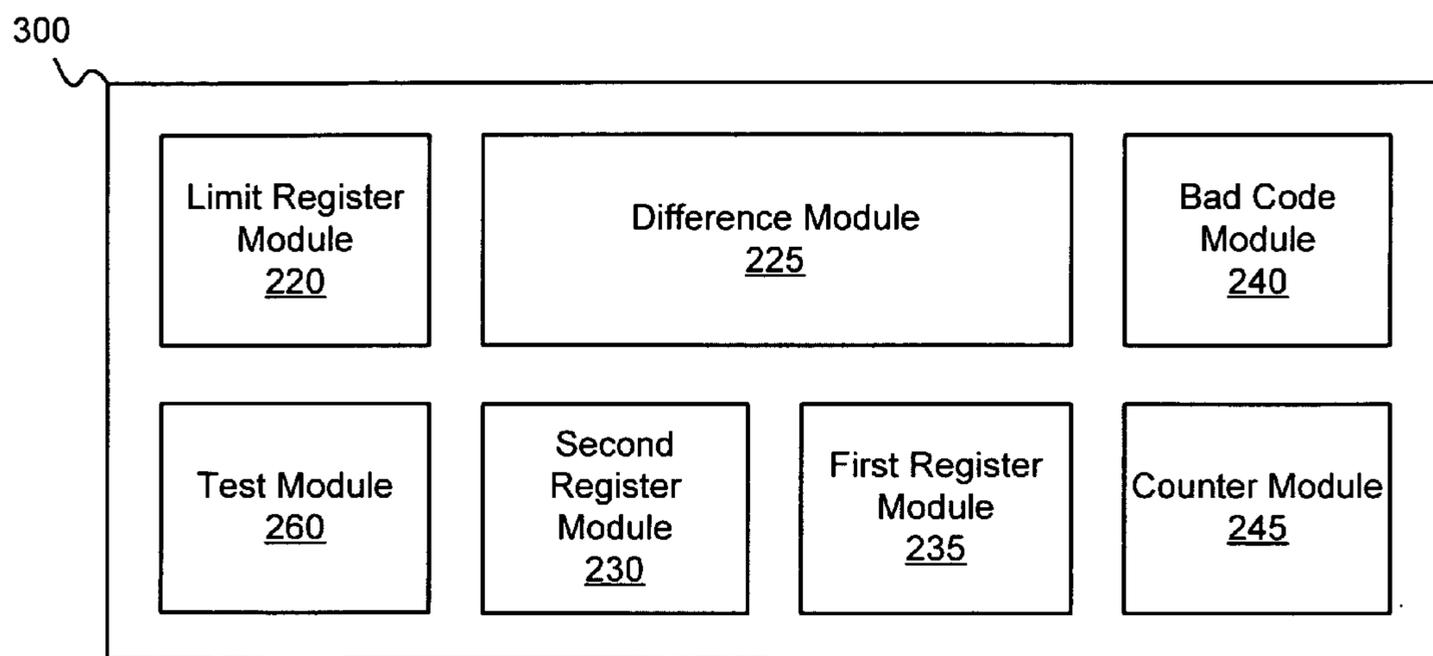 300
Limit Register
Module
220
Difference Module
225
Bad Code
Module
240
Test Module
260
Second
Register
Module
230
First Register
Module
235
Counter Module
245